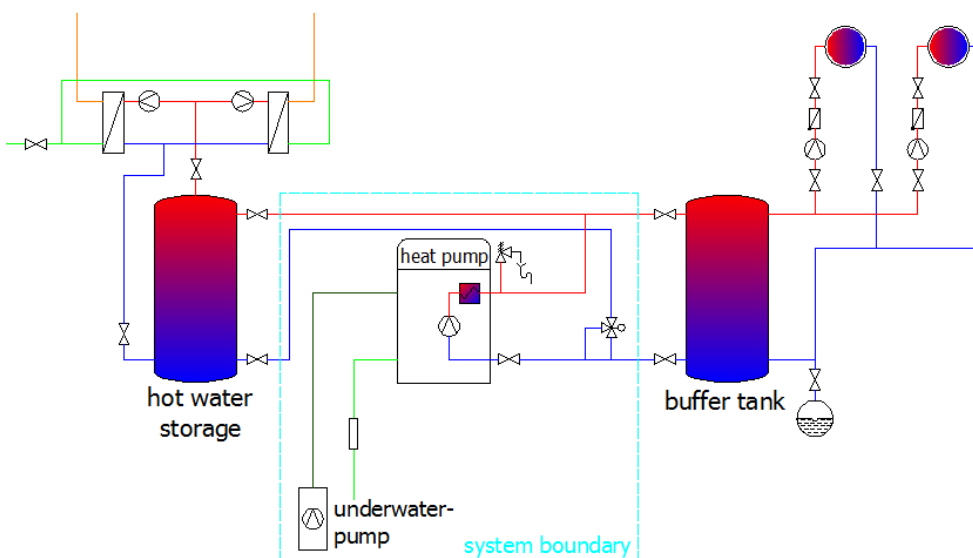 heat pump
hot water
storage
buffer tank
underwater-
pump
system boundary